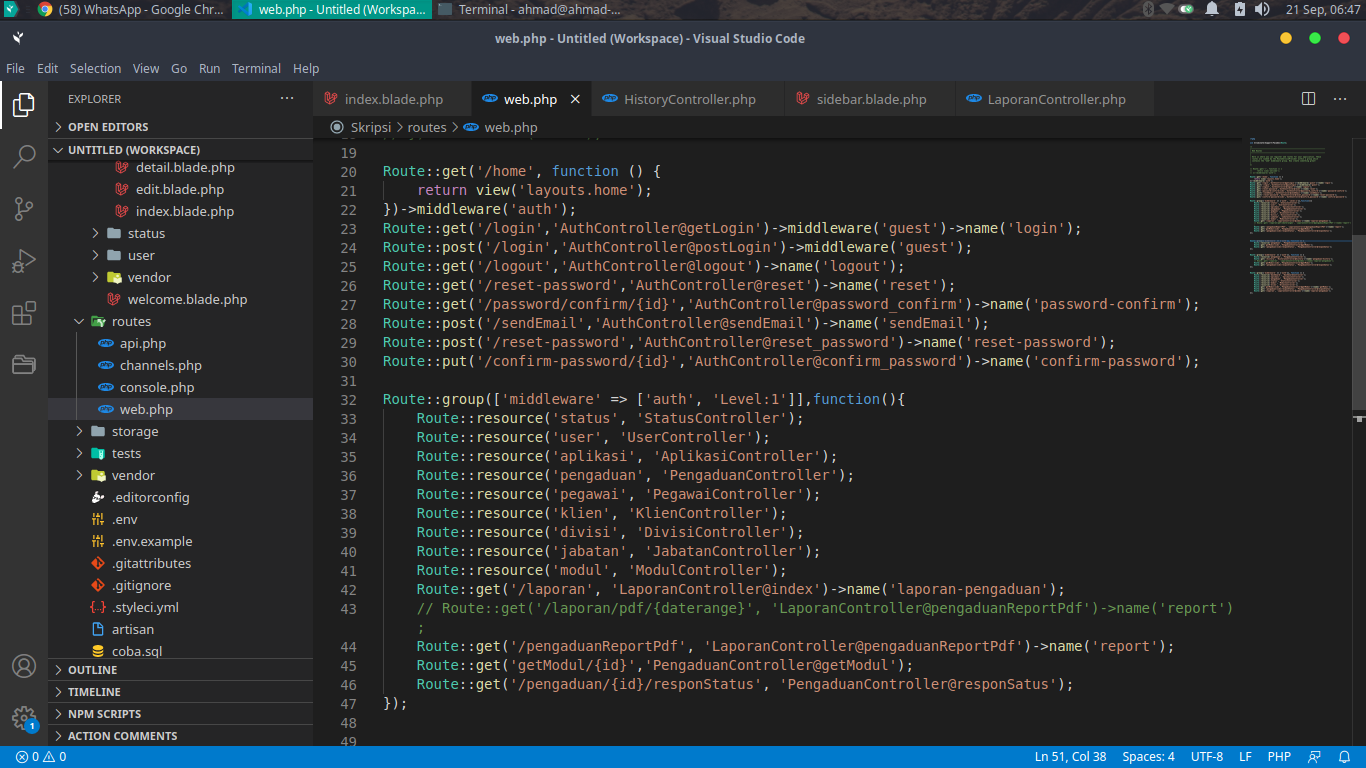 (58) WhatsApp - Google Chr...
web.php - Untitled (Workspa...
Terminal - ahmad@ahmad-...
21 Sep, 06:47
web.php - Untitled (Workspace) - Visual Studio Code
File Edit Selection View Go Run Terminal Help
EXPLORER
index.blade.php
web.php
HistoryController.php
sidebar.blade.php
LaporanController.php
OPEN EDITORS
UNTITLED (WORKSPACE)
detail.blade.php
edit.blade.php
index.blade.php
status
user
vendor
welcome.blade.php
routes
api.php
channels.php
console.php
web.php
storage
tests
vendor
.editorconfig
.env
.env.example
.gitattributes
.gitignore
.styleci.yml
artisan
coba.sql
OUTLINE
TIMELINE
NPM SCRIPTS
ACTION COMMENTS
1
Skripsi > routes > web.php
19
20 Route::get('/home', function () {
21 return view('layouts.home');
22 })->middleware('auth');
23 Route::get('/login','AuthController@getLogin')->middleware('guest')->name('login');
24 Route::post('/login','AuthController@postLogin')->middleware('guest');
25 Route::get('/logout','AuthController@logout')->name('logout');
26 Route::get('/reset-password','AuthController@reset')->name('reset');
27 Route::get('/password/confirm/{id}','AuthController@password_confirm')->name('password-confirm');
28 Route::post('/sendEmail','AuthController@sendEmail')->name('sendEmail');
29 Route::post('/reset-password','AuthController@reset_password')->name('reset-password');
30 Route::put('/confirm-password/{id}','AuthController@confirm_password')->name('confirm-password');
31
32 Route::group(['middleware' => ['auth', 'Level:1']],function(){
33 Route::resource('status', 'StatusController');
34 Route::resource('user', 'UserController');
35 Route::resource('aplikasi', 'AplikasiController');
36 Route::resource('pengaduan', 'PengaduanController');
37 Route::resource('pegawai', 'PegawaiController');
38 Route::resource('klien', 'KlienController');
39 Route::resource('divisi', 'DivisiController');
40 Route::resource('jabatan', 'JabatanController');
41 Route::resource('modul', 'ModulController');
42 Route::get('/laporan', 'LaporanController@index')->name('laporan-pengaduan');
43 // Route::get('/laporan/pdf/{daterange}', 'LaporanController@pengaduanReportPdf')->name('report')
;
44 Route::get('/pengaduanReportPdf', 'LaporanController@pengaduanReportPdf')->name('report');
45 Route::get('getModul/{id}','PengaduanController@getModul');
46 Route::get('/pengaduan/{id}/responStatus', 'PengaduanController@responSatus');
47 });
48
49
0 0
Ln 51, Col 38 Spaces: 4 UTF-8 LF PHP